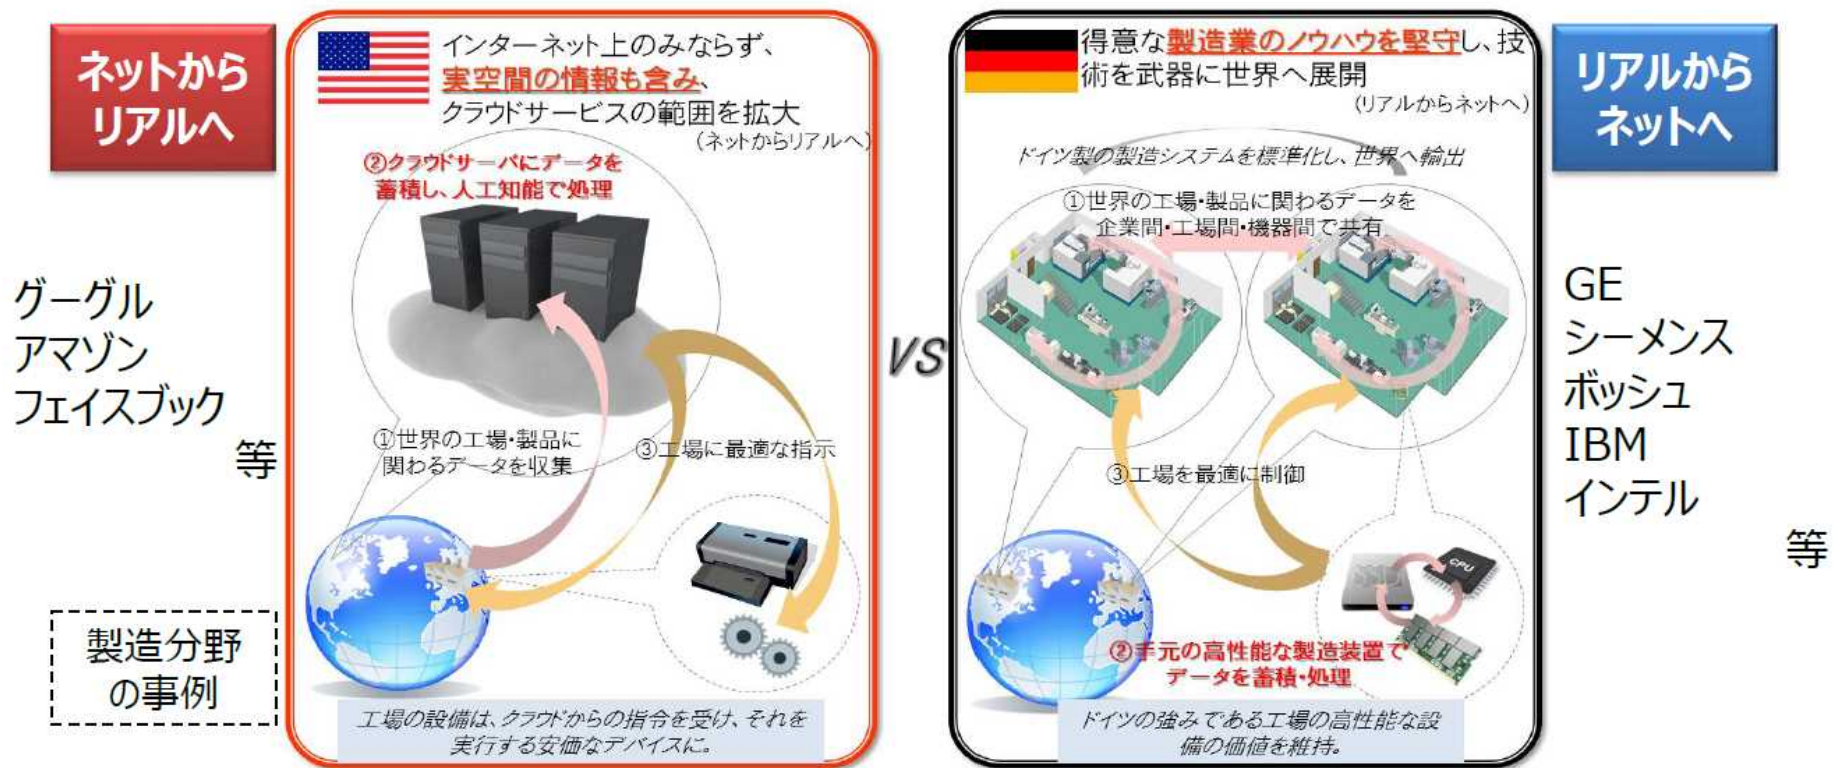 ネットから
リアルへ
グーグル
アマゾン
フェイスブック
等
製造分野
の事例
インターネット上のみならず、
実空間の情報も含み、
クラウドサービスの範囲を拡大
(ネットからリアルへ)
②クラウドサーバにデータを
蓄積し、人工知能で処理
①世界の工場・製品に
関わるデータを収集
③工場に最適な指示
工場の設備は、クラウドからの指令を受け、それを
実行する安価なデバイスに。
VS
得意な製造業のノウハウを堅守し、技
術を武器に世界へ展開
(リアルからネットへ)
ドイツ製の製造システムを標準化し、世界へ輸出
①世界の工場・製品に関わるデータを
企業間・工場間・機器間で共有
③工場を最適に制御
CPU
②手元の高性能な製造装置で
データを蓄積・処理
ドイツの強みである工場の高性能な設
備の価値を維持。
リアルから
ネットへ
GE
シーメンス
ボッシュ
IBM
インテル
等